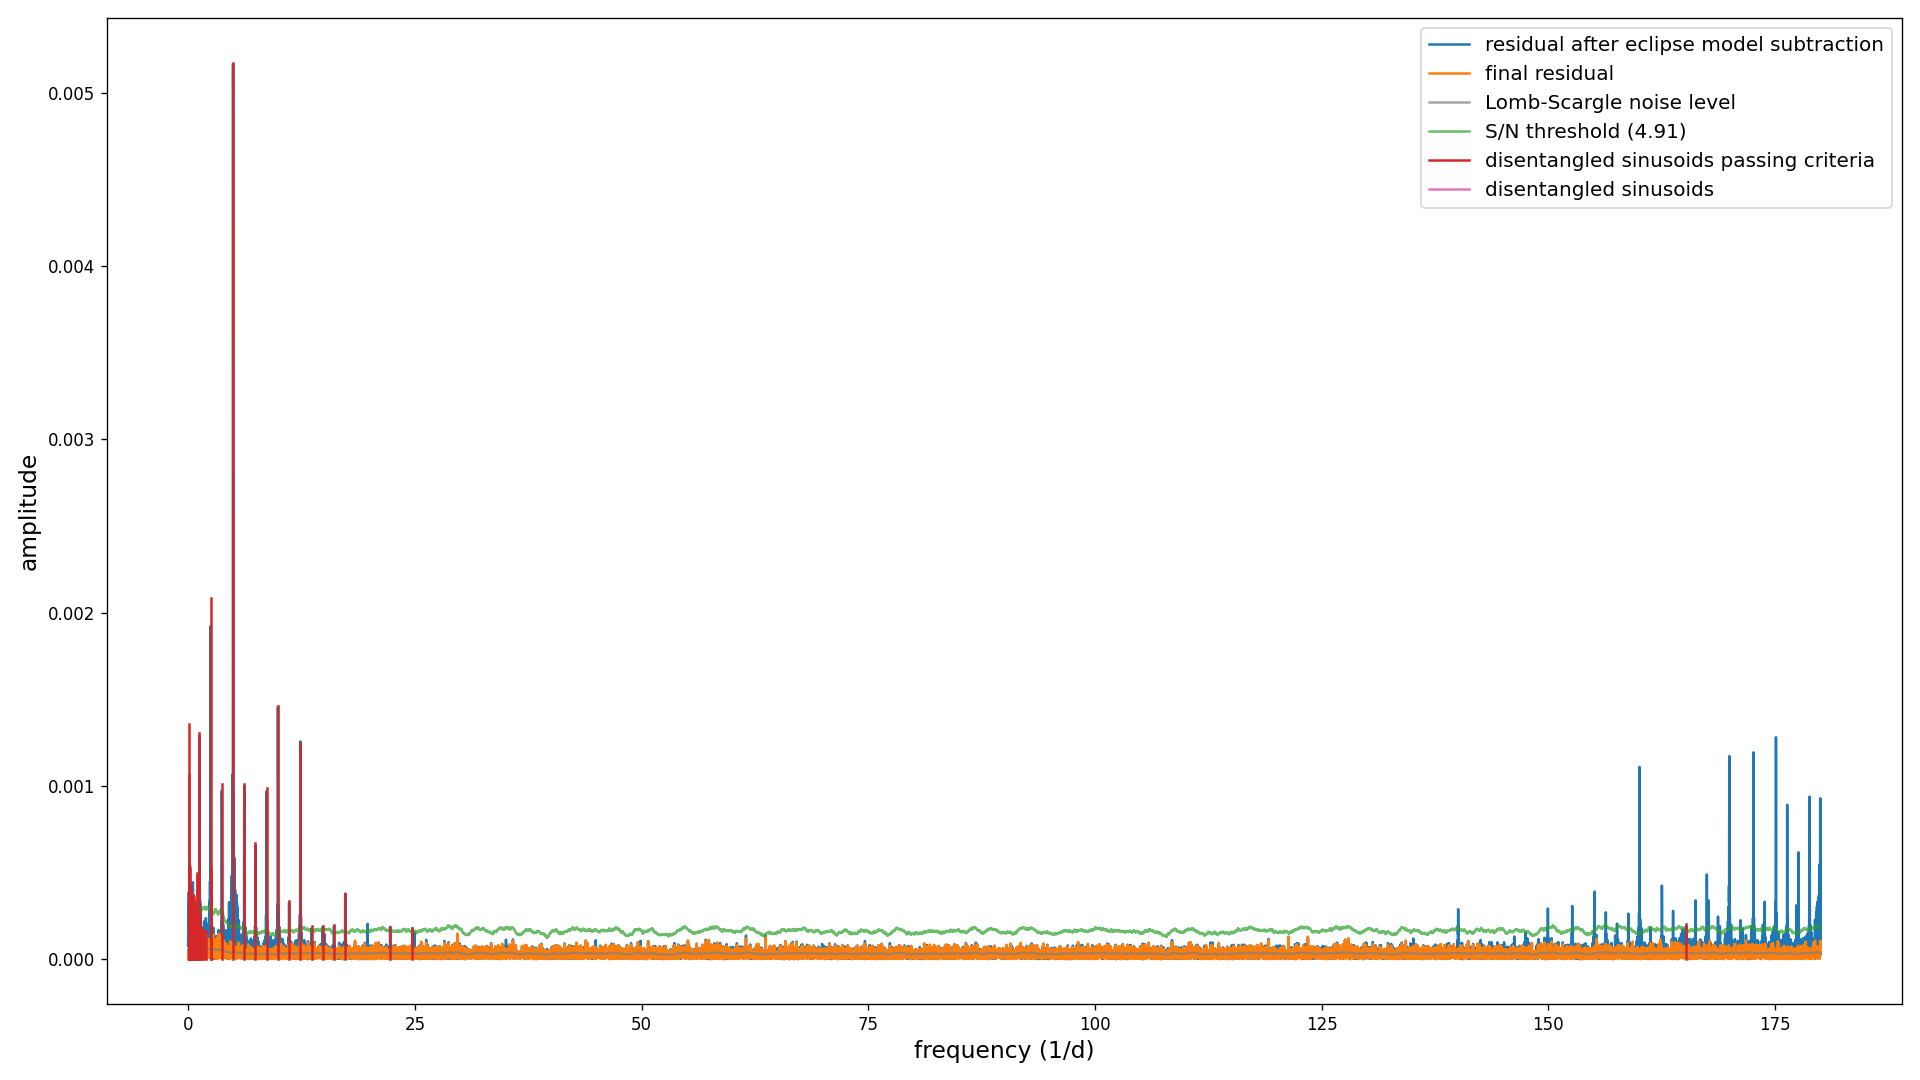 residual after eclipse model subtraction
final residual
Lomb-Scargle noise level
S/N threshold (4.91)
disentangled sinusoids passing criteria
disentangled sinusoids
amplitude
0.005
0.004
0.003
0.002
0.001
0.000
0 25 50 75 100 125 150 175
frequency (1/d)